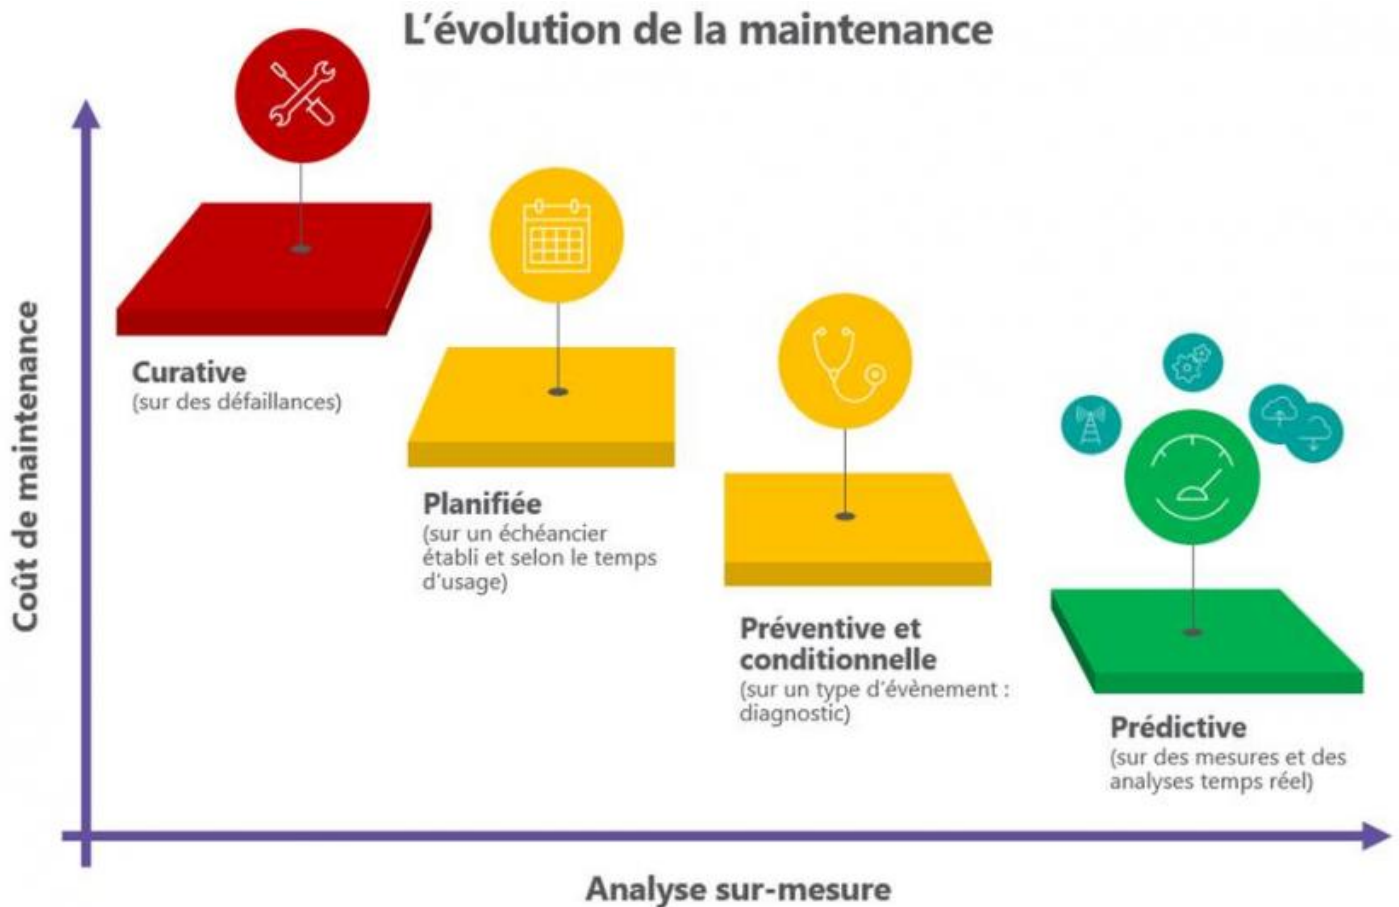 L'évolution de la maintenance
Coût de maintenance
Curative
(sur des défaillances)
Planifiée
(sur un échéancier
établi et selon le temps
d'usage)
Préventive et
conditionnelle
(sur un type d'évènement :
diagnostic)
Prédictive
(sur des mesures et des
analyses temps réel)
Analyse sur-mesure